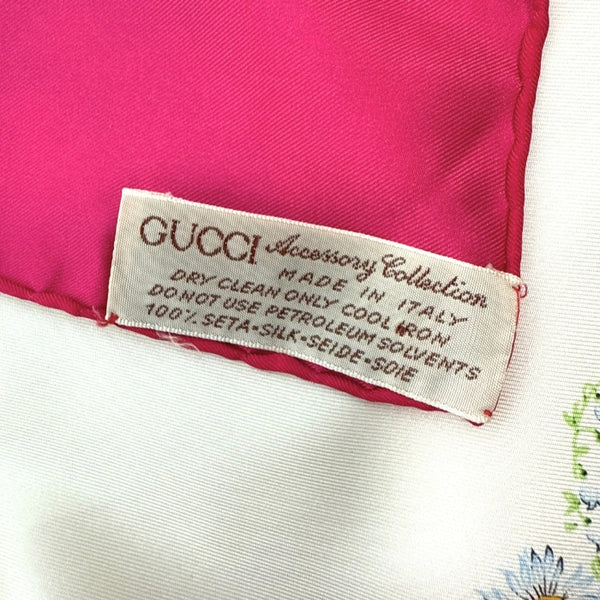 GUCCI Accessory Collection
MADE IN ITALY
DRY CLEAN ONLY COOL IRON
DO NOT USE PETROLEUM SOLVENTS
100% SETA-SILK-SEIDE-SOIE